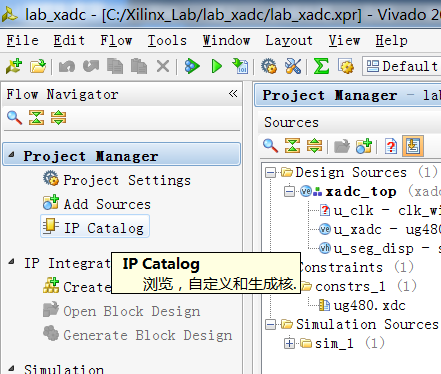 lab_xadc - [C:/Xilinx_Lab/lab_xadc/lab_xadc.xpr] - Vivado 20
File Edit Flow Tools Window Layout View Help
Default
Flow Navigator
Project Manager
Project Settings
Add Sources
IP Catalog
IP Integrat
Create
Open Block Design
Generate Block Design
Simulation
IP Catalog
浏览，自定义和生成核.
Project Manager - lab
Sources
Design Sources (1)
xadc_top (xadc
u_clk - clk_wi
u_xadc - ug480
u_seg_disp - s
Constraints (1)
constrs_1 (1)
ug480.xdc
Simulation Sources
sim_1 (1)